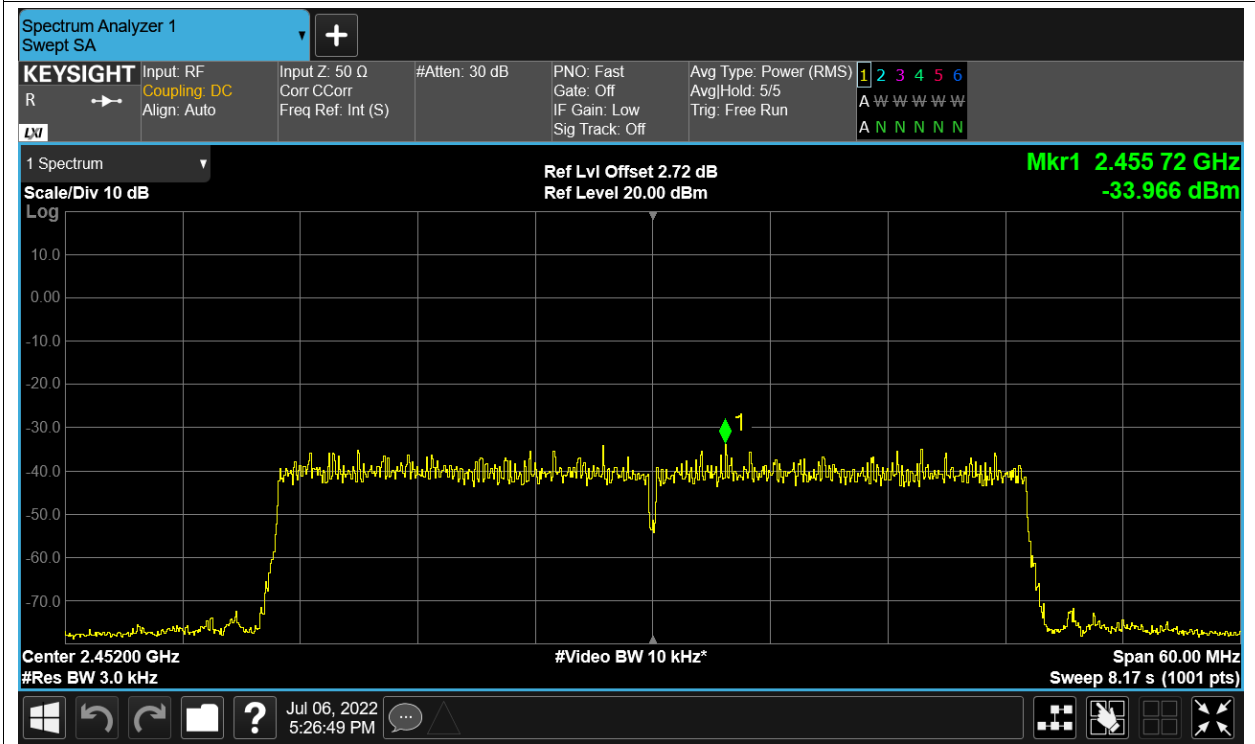 Spectrum Analyzer 1
Swept SA
+
KEYSIGHT Input: RF Input Z: 50 Ω #Atten: 30 dB PNO: Fast Avg Type: Power (RMS) 1 2 3 4 5 6
R Coupling: DC Corr CCorr Gate: Off Avg|Hold: 5/5 A W W W W W
Align: Auto Freq Ref: Int (S) IF Gain: Low Trig: Free Run
LXI Sig Track: Off A N N N N N
1 Spectrum Ref Lvl Offset 2.72 dB Mkr1 2.455 72 GHz
Scale/Div 10 dB Ref Level 20.00 dBm -33.966 dBm
Log
10.0
0.00
-10.0
-20.0
-30.0
1
-40.0
-50.0
-60.0
-70.0
Center 2.45200 GHz #Video BW 10 kHz* Span 60.00 MHz
#Res BW 3.0 kHz Sweep 8.17 s (1001 pts)
? Jul 06, 2022
5:26:49 PM